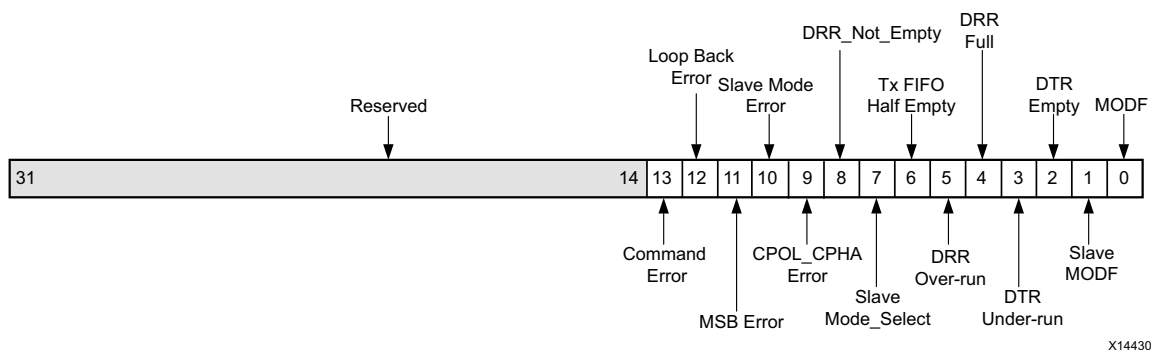 DRR
Full
DRR_Not_Empty
Loop Back
Error
Slave Mode
Error
Tx FIFO
Half Empty
DTR
Empty
MODF
Reserved
31 14 13 12 11 10 9 8 7 6 5 4 3 2 1 0
Command
Error
MSB Error
CPOL_CPHA
Error
Slave
Mode_Select
DRR
Over-run
DTR
Under-run
Slave
MODF
X14430